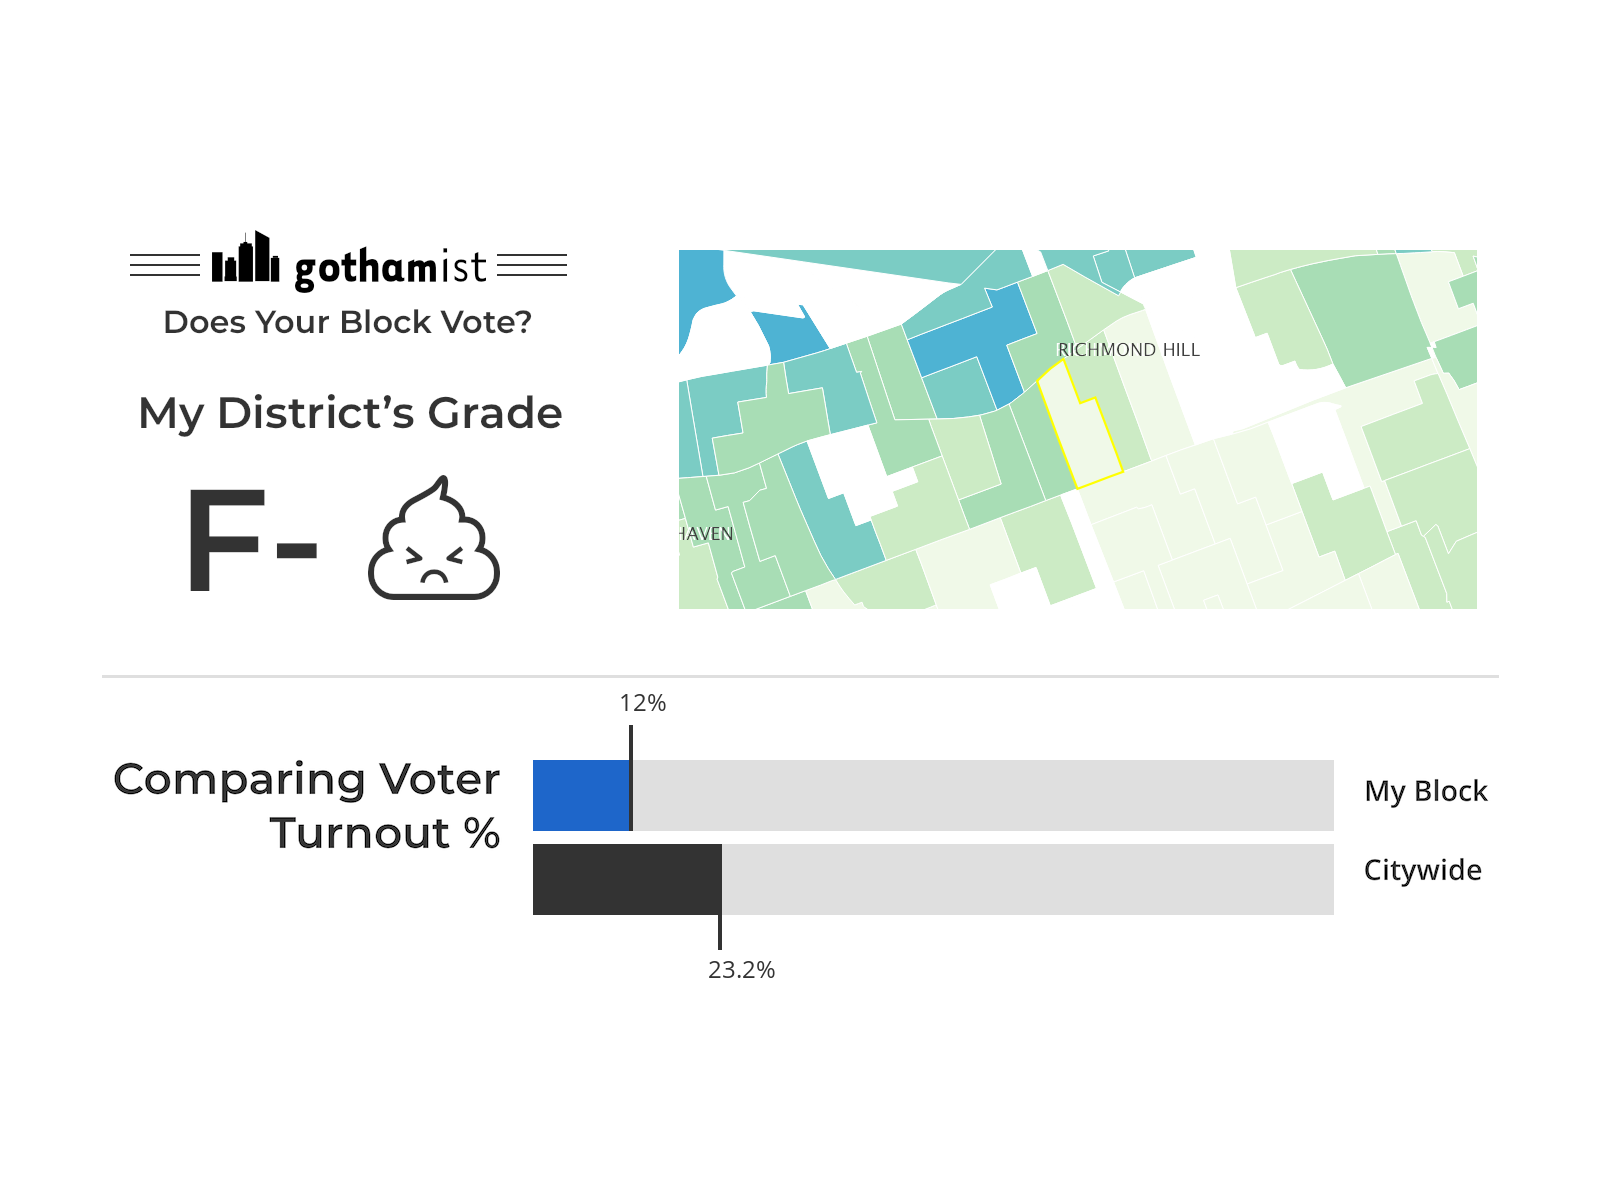 gothamist
Does Your Block Vote?
My District’s Grade
F-
RICHMOND HILL
HAVEN
12%
Comparing Voter
Turnout %
My Block
Citywide
23.2%